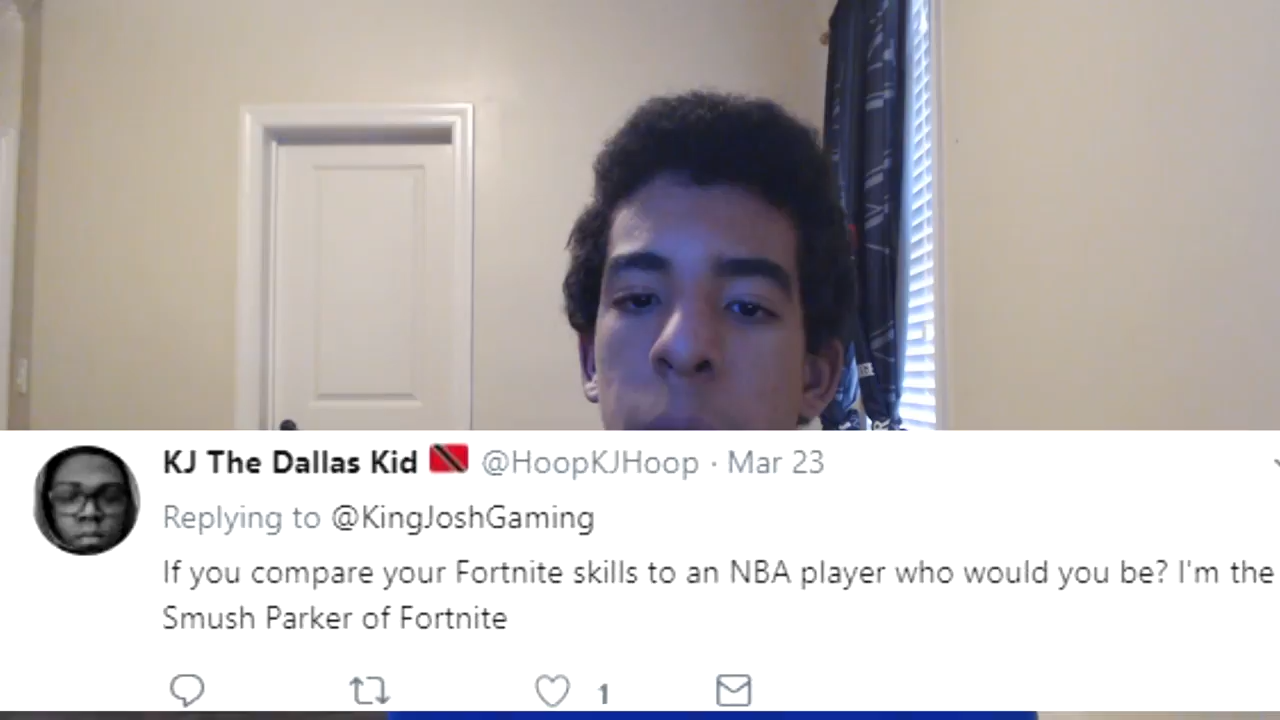 KJ The Dallas Kid 🇹🇹 @HoopKJHoop · Mar 23
Replying to @KingJoshGaming
If you compare your Fortnite skills to an NBA player who would you be? I'm the
Smush Parker of Fortnite
1